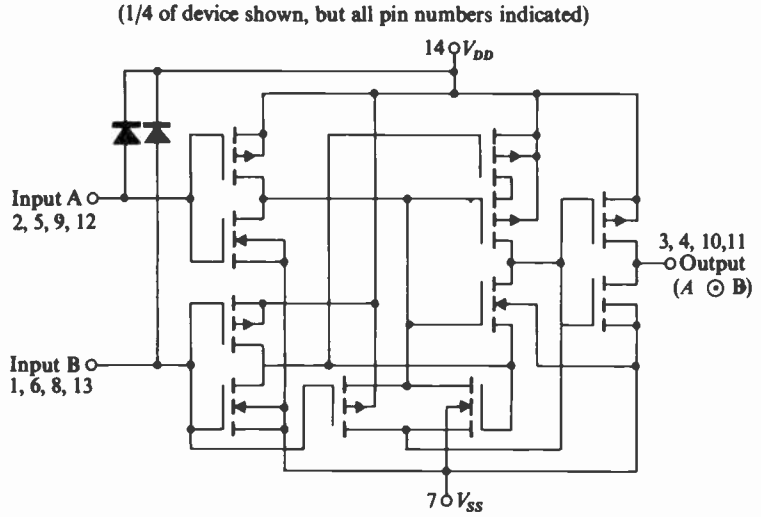 (1/4 of device shown, but all pin numbers indicated)
14 V_DD
Input A
2, 5, 9, 12
3, 4, 10,11
Output
(A ⊙ B)
Input B
1, 6, 8, 13
7 V_SS